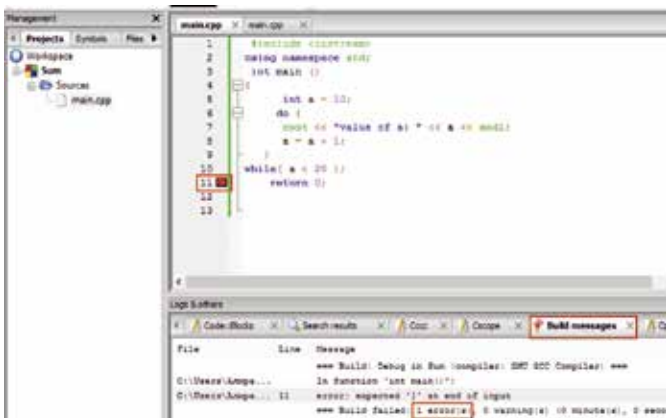 Management
main.cpp
main.cpp
Projects Symbols Files
Workspace
Sum
Sources
main.cpp
1 #include <iostream>
2 using namespace std;
3 int main ()
4 {
5 int a = 10;
6 do {
7 cout << "value of a: " << a << endl;
8 a = a + 1;
9 }
10 while( a < 20 );
11 return 0;
12
13
Logs & others
Code::Blocks
Search results
Cccc
Cscope
Build messages
File Line Message
=== Build: Debug in Sum (compiler: GNU GCC Compiler) ===
C:\Users\Anupa... In function 'int main()':
C:\Users\Anupa... 11 error: expected '}' at end of input
=== Build failed: 1 error(s), 0 warning(s) (0 minute(s), 0